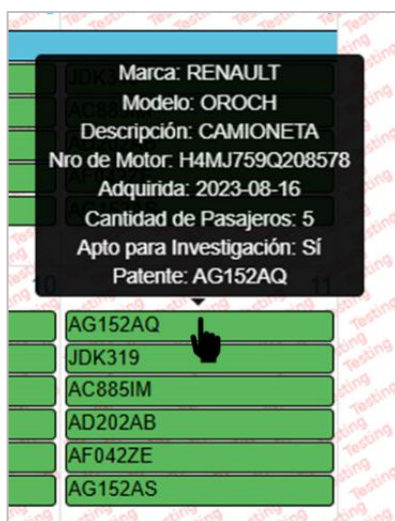 Marca: RENAULT
Modelo: OROCH
Descripción: CAMIONETA
Nro de Motor: H4MJ759Q208578
Adquirida: 2023-08-16
Cantidad de Pasajeros: 5
Apto para Investigación: Sí
Patente: AG152AQ
10
11
AG152AQ
JDK319
AC885IM
AD202AB
AF042ZE
AG152AS
Testing